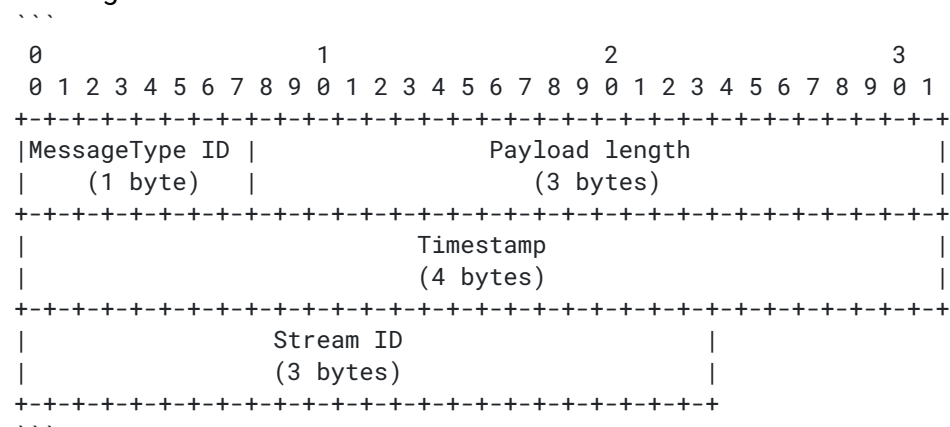 ```
 0                   1                   2                   3
 0 1 2 3 4 5 6 7 8 9 0 1 2 3 4 5 6 7 8 9 0 1 2 3 4 5 6 7 8 9 0 1
+-+-+-+-+-+-+-+-+-+-+-+-+-+-+-+-+-+-+-+-+-+-+-+-+-+-+-+-+-+-+-+-+
|MessageType ID |                Payload length                 |
|    (1 byte)   |                   (3 bytes)                   |
+-+-+-+-+-+-+-+-+-+-+-+-+-+-+-+-+-+-+-+-+-+-+-+-+-+-+-+-+-+-+-+-+
|                           Timestamp                           |
|                           (4 bytes)                           |
+-+-+-+-+-+-+-+-+-+-+-+-+-+-+-+-+-+-+-+-+-+-+-+-+-+-+-+-+-+-+-+-+
|                 Stream ID                     |
|                 (3 bytes)                     |
+-+-+-+-+-+-+-+-+-+-+-+-+-+-+-+-+-+-+-+-+-+-+-+-+
```